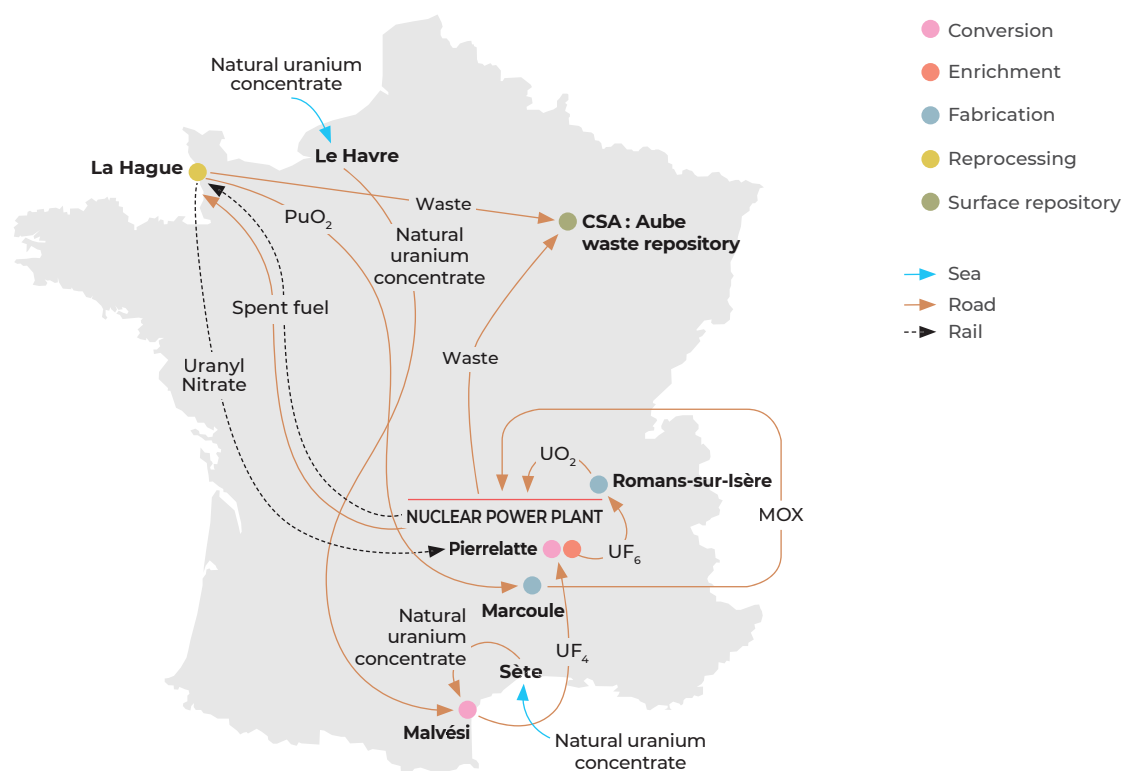 Natural uranium
concentrate
Le Havre
La Hague
PuO₂
Waste
Natural
uranium
concentrate
CSA : Aube
waste repository
Spent fuel
Uranyl
Nitrate
Waste
UO₂
Romans-sur-Isère
NUCLEAR POWER PLANT
MOX
Pierrelatte
UF₆
Marcoule
Natural
uranium
concentrate
UF₄
Sète
Malvési
Natural uranium
concentrate
Conversion
Enrichment
Fabrication
Reprocessing
Surface repository
Sea
Road
Rail